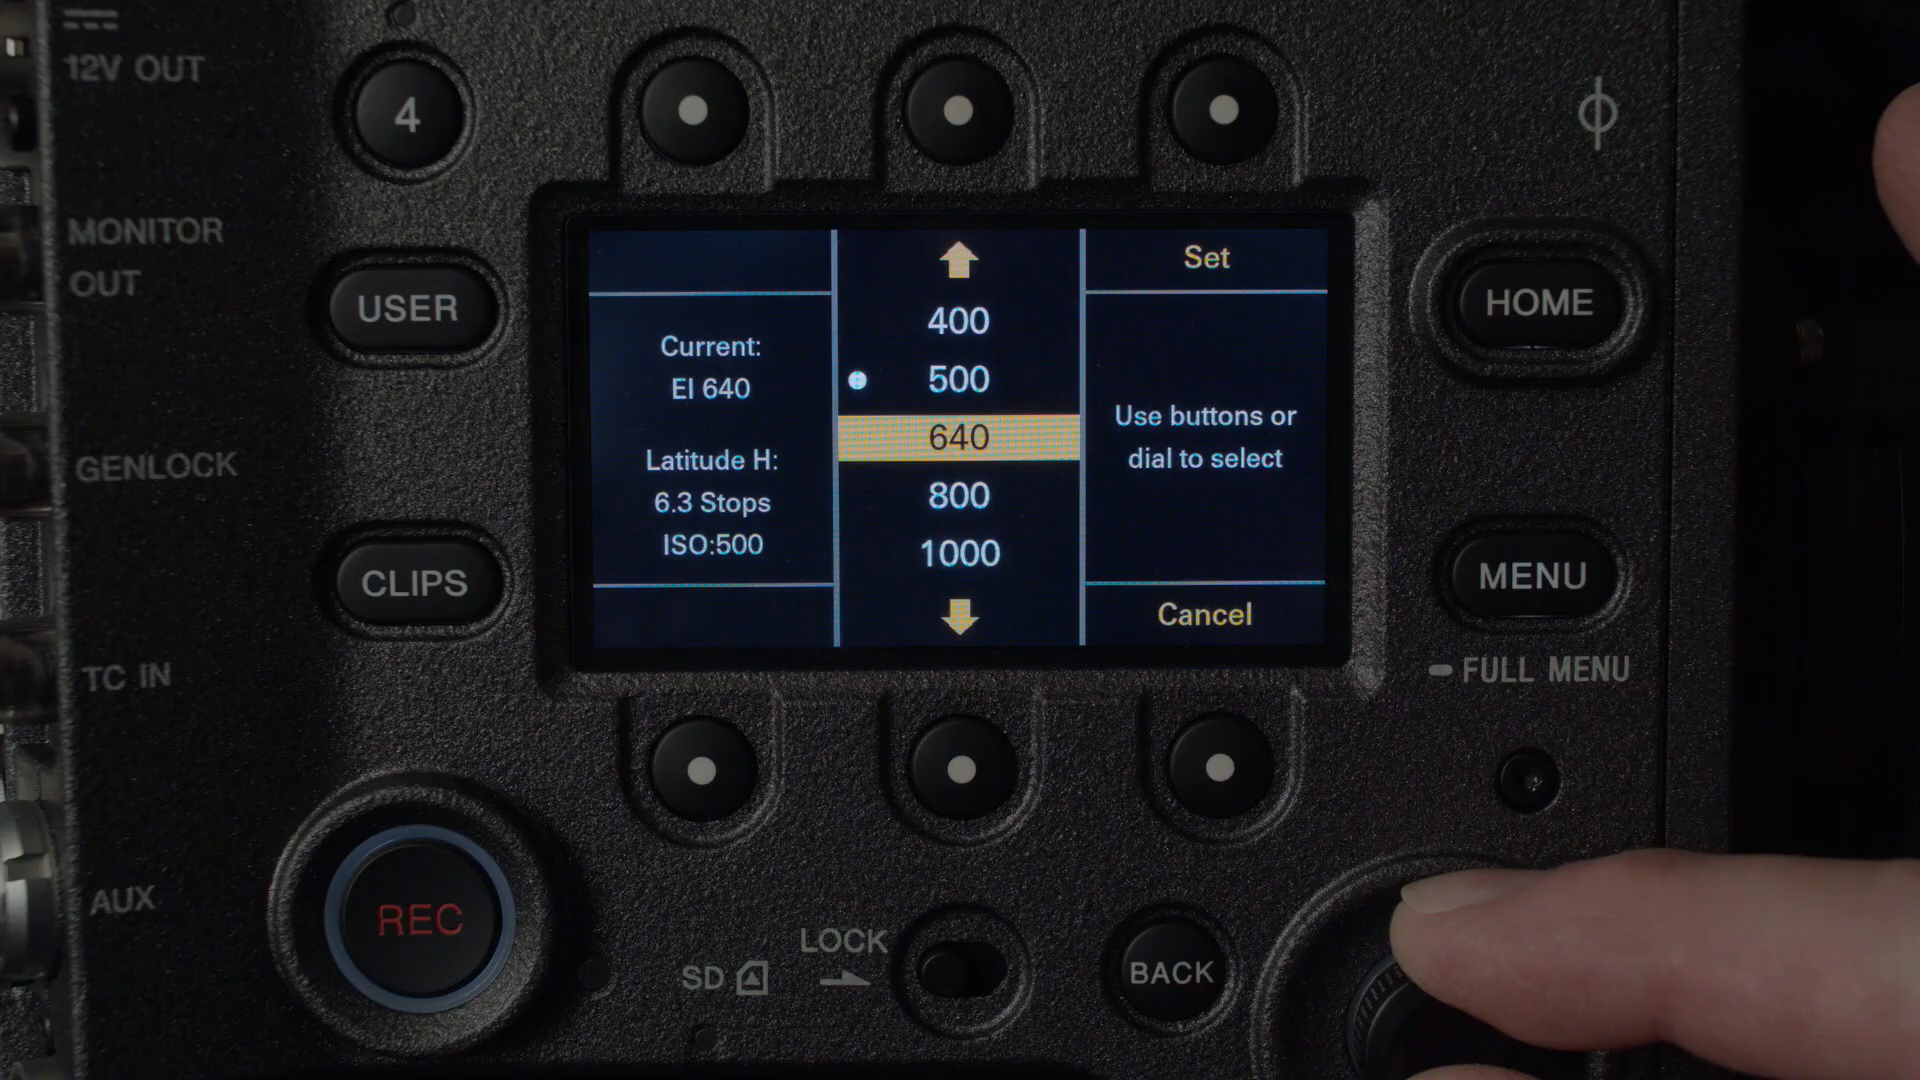 12V OUT
4
MONITOR
OUT
USER
HOME
Set
400
Current:
500
EI 640
640
Use buttons or
dial to select
Latitude H:
800
6.3 Stops
1000
ISO:500
Cancel
GENLOCK
CLIPS
MENU
FULL MENU
TC IN
AUX
REC
LOCK
SD
BACK